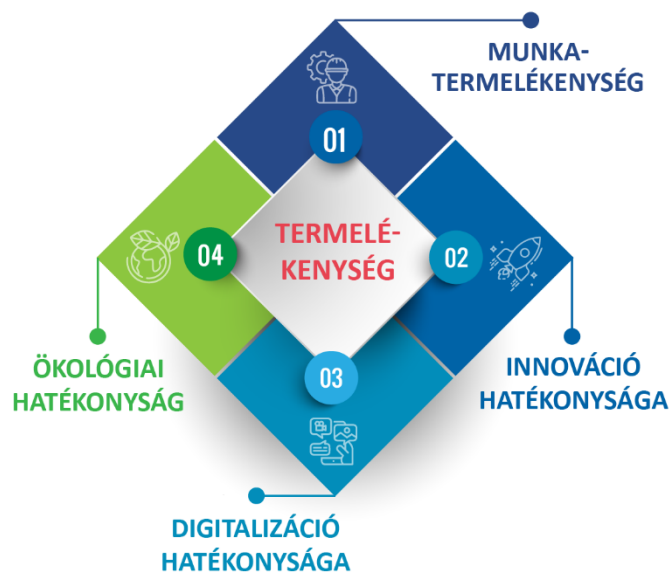 MUNKA-
TERMELÉKENYSÉG
01
TERMELÉ-
KENYSÉG
02
04
INNOVÁCIÓ
HATÉKONYSÁGA
ÖKOLÓGIAI
HATÉKONYSÁG
03
DIGITALIZÁCIÓ
HATÉKONYSÁGA